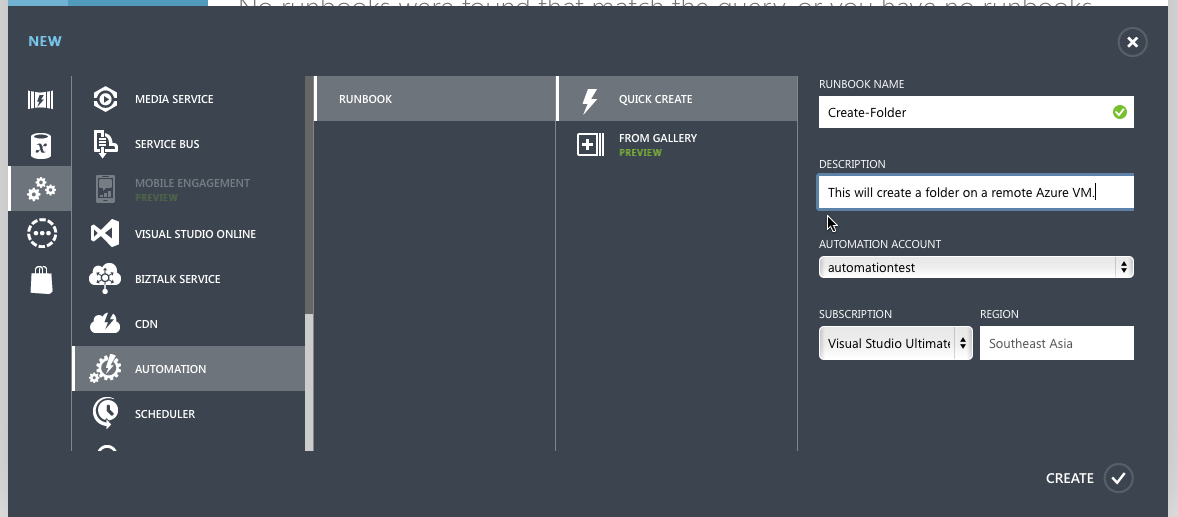 No runbooks were found that match the query, or you have no runbooks
NEW
MEDIA SERVICE
SERVICE BUS
MOBILE ENGAGEMENT
PREVIEW
VISUAL STUDIO ONLINE
BIZTALK SERVICE
CDN
AUTOMATION
SCHEDULER
RUNBOOK
QUICK CREATE
FROM GALLERY
PREVIEW
RUNBOOK NAME
Create-Folder
DESCRIPTION
This will create a folder on a remote Azure VM.
AUTOMATION ACCOUNT
automationtest
SUBSCRIPTION
Visual Studio Ultimate
REGION
Southeast Asia
CREATE